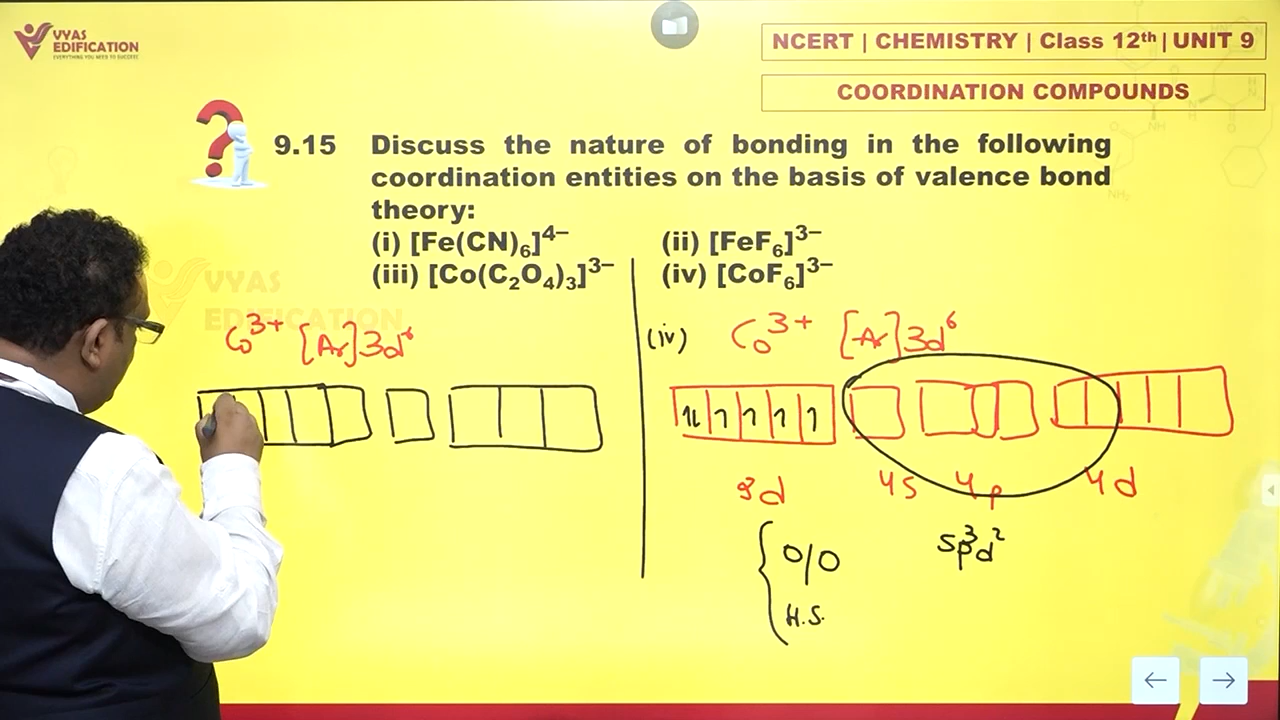 VYAS
EDIFICATION
EVERYTHING YOU NEED TO SUCCESS
NCERT | CHEMISTRY | Class 12th | UNIT 9
COORDINATION COMPOUNDS
9.15 Discuss the nature of bonding in the following
coordination entities on the basis of valence bond
theory:
(i) [Fe(CN)₆]⁴⁻ (ii) [FeF₆]³⁻
(iii) [Co(C₂O₄)₃]³⁻ (iv) [CoF₆]³⁻
VYAS
EDIFICATION
Co³⁺ [Ar]3d⁶
(iv) Co³⁺ [Ar]3d⁶
3d 4s 4p 4d
O/O sp³d²
H.S.